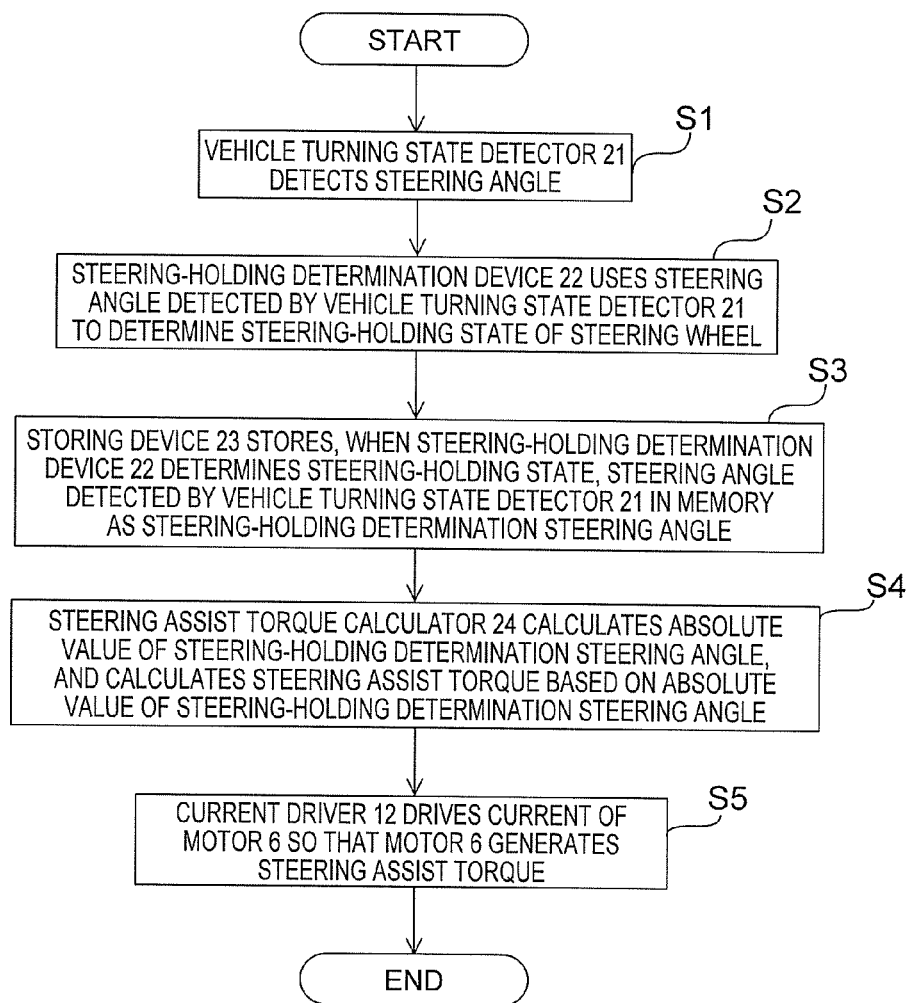 START
S1
VEHICLE TURNING STATE DETECTOR 21
DETECTS STEERING ANGLE
S2
STEERING-HOLDING DETERMINATION DEVICE 22 USES STEERING
ANGLE DETECTED BY VEHICLE TURNING STATE DETECTOR 21
TO DETERMINE STEERING-HOLDING STATE OF STEERING WHEEL
S3
STORING DEVICE 23 STORES, WHEN STEERING-HOLDING DETERMINATION
DEVICE 22 DETERMINES STEERING-HOLDING STATE, STEERING ANGLE
DETECTED BY VEHICLE TURNING STATE DETECTOR 21 IN MEMORY
AS STEERING-HOLDING DETERMINATION STEERING ANGLE
S4
STEERING ASSIST TORQUE CALCULATOR 24 CALCULATES ABSOLUTE
VALUE OF STEERING-HOLDING DETERMINATION STEERING ANGLE,
AND CALCULATES STEERING ASSIST TORQUE BASED ON ABSOLUTE
VALUE OF STEERING-HOLDING DETERMINATION STEERING ANGLE
S5
CURRENT DRIVER 12 DRIVES CURRENT OF
MOTOR 6 SO THAT MOTOR 6 GENERATES
STEERING ASSIST TORQUE
END